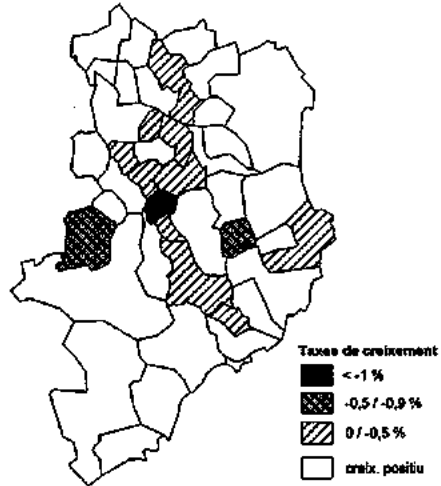 Taxes de creixement
< -1 %
-0,5 / -0,9 %
0 / -0,5 %
creix. positiu